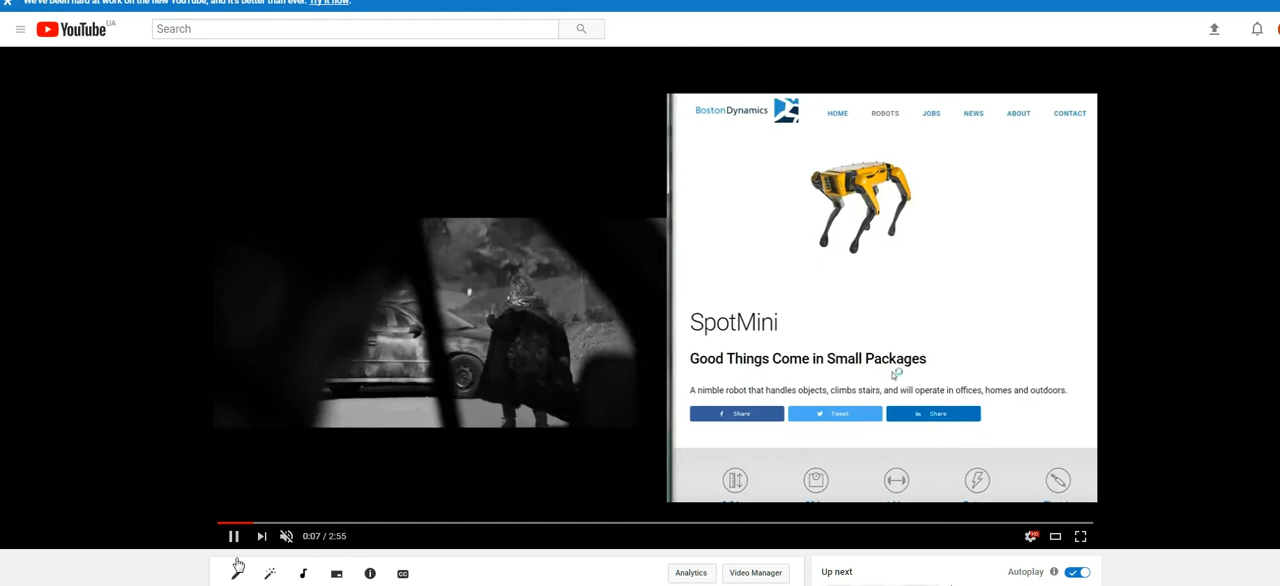 We've been hard at work on the new YouTube, and it's better than ever. Try it now.
YouTube UA
Search
BostonDynamics
HOME ROBOTS JOBS NEWS ABOUT CONTACT
SpotMini
Good Things Come in Small Packages
A nimble robot that handles objects, climbs stairs, and will operate in offices, homes and outdoors.
Share Tweet Share
HD
0:07 / 2:55
CC
Analytics Video Manager
Up next Autoplay